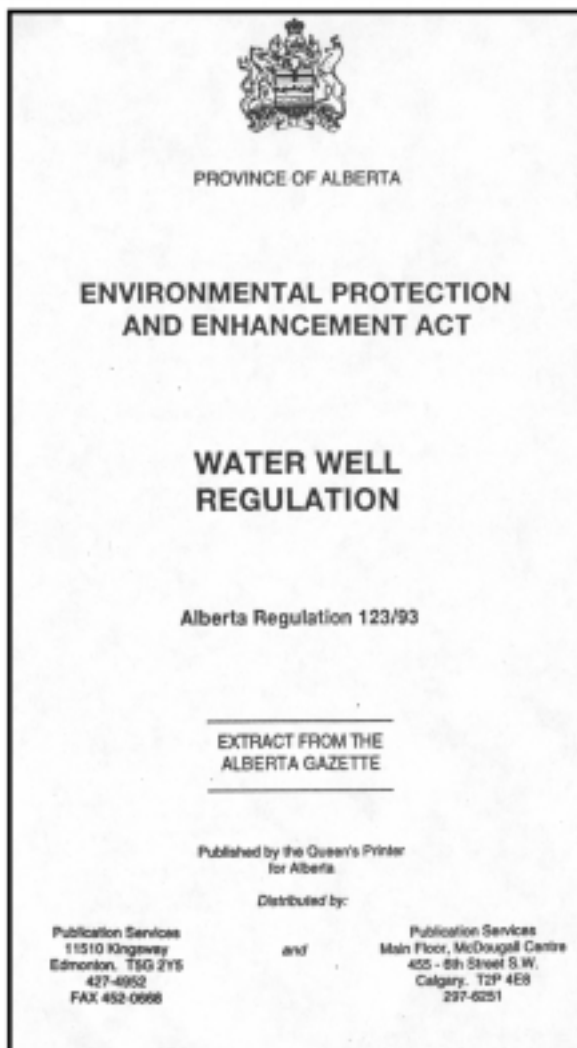 PROVINCE OF ALBERTA
ENVIRONMENTAL PROTECTION
AND ENHANCEMENT ACT
WATER WELL
REGULATION
Alberta Regulation 123/93
EXTRACT FROM THE
ALBERTA GAZETTE
Published by the Queen's Printer
for Alberta
Distributed by:
Publication Services
11510 Kingsway
Edmonton, T5G 2Y5
427-4952
FAX 452-0668
and
Publication Services
Main Floor, McDougall Centre
455 - 6th Street S.W.
Calgary, T2P 4E8
297-6251